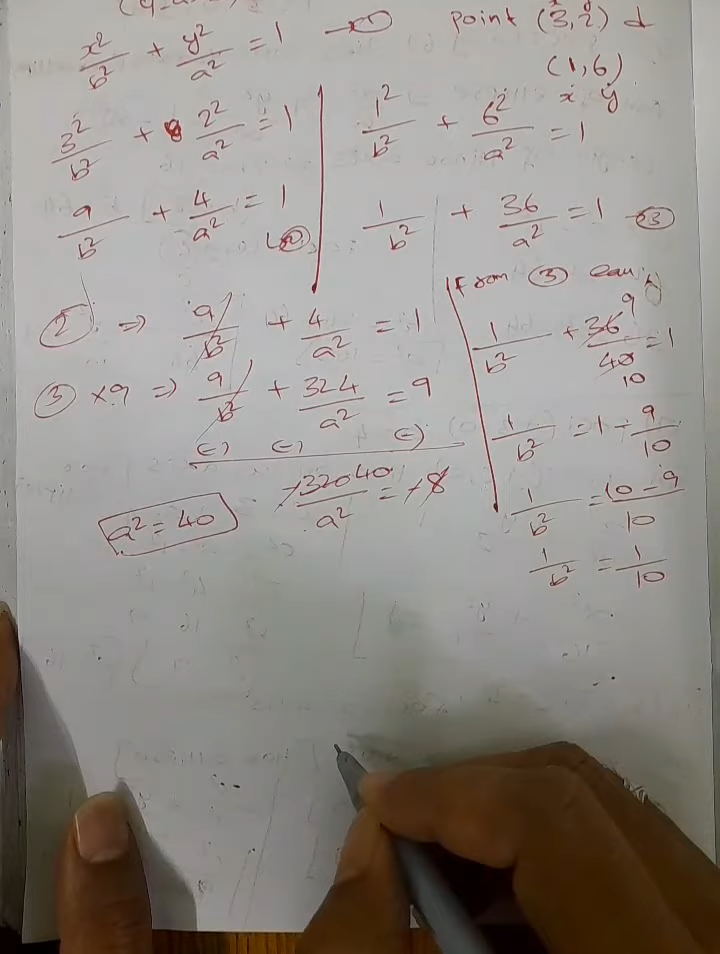 x²/b² + y²/a² = 1 → ① point (3,2) &
(1,6)
x y
3²/b² + 2²/a² = 1
9/b² + 4/a² = 1
↳②
1²/b² + 6²/a² = 1
1/b² + 36/a² = 1 → ③
② ⇒ 9/b² + 4/a² = 1
③ ×9 ⇒ 9/b² + 324/a² = 9
(-) (-) (-)
-320/a² = -8
40
a² = 40
From ③
1/b² + 36/40 = 1
9
10
1/b² = 1 - 9/10
1/b² = 10 - 9/10
1/b² = 1/10